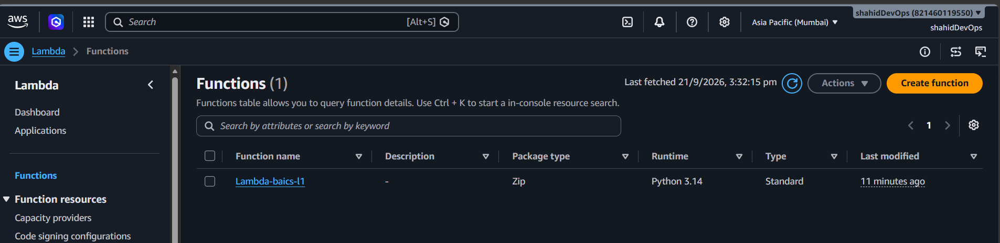 aws
Search [Alt+S]
Asia Pacific (Mumbai)
shahidDevOps (821460119550)
shahidDevOps
Lambda
Functions
Lambda
Dashboard
Applications
Functions
Function resources
Capacity providers
Code signing configurations
Functions (1)
Last fetched 21/9/2026, 3:32:15 pm
Actions
Create function
Functions table allows you to query function details. Use Ctrl + K to start a in-console resource search.
Search by attributes or search by keyword
1
Function name Description Package type Runtime Type Last modified
Lambda-baics-l1 - Zip Python 3.14 Standard 11 minutes ago